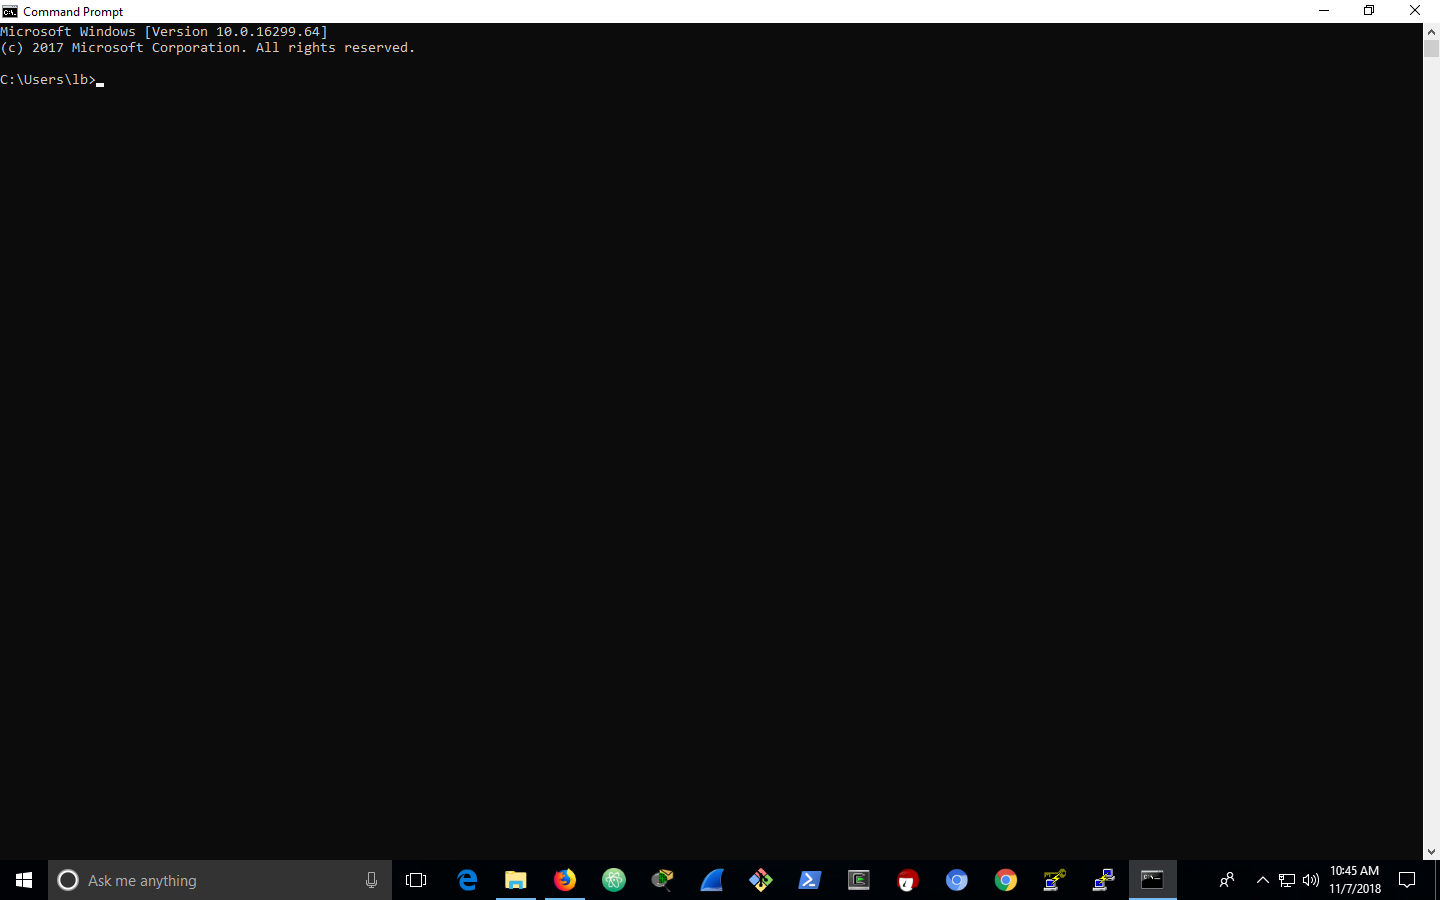 Command Prompt
Microsoft Windows [Version 10.0.16299.64]
(c) 2017 Microsoft Corporation. All rights reserved.
C:\Users\lb>
Ask me anything
10:45 AM
11/7/2018